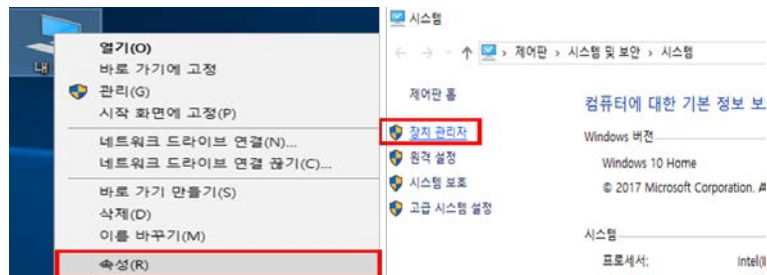 내
열기(O)
바로 가기에 고정
관리(G)
시작 화면에 고정(P)
네트워크 드라이브 연결(N)...
네트워크 드라이브 연결 끊기(C)...
바로 가기 만들기(S)
삭제(D)
이름 바꾸기(M)
속성(R)
시스템
제어판 › 시스템 및 보안 › 시스템
제어판 홈
장치 관리자
원격 설정
시스템 보호
고급 시스템 설정
컴퓨터에 대한 기본 정보 보
Windows 버전
Windows 10 Home
© 2017 Microsoft Corporation.
시스템
프로세서: Intel(